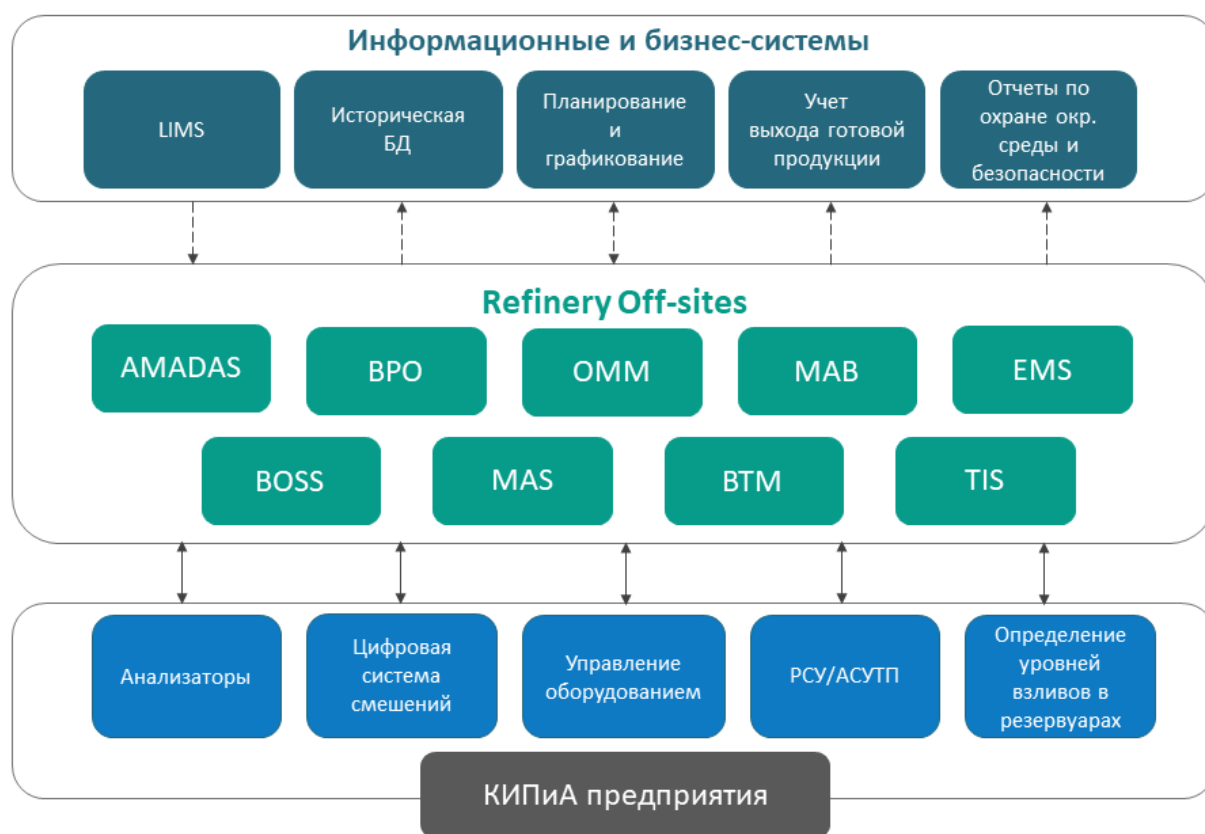 Информационные и бизнес-системы
LIMS
Историческая
БД
Планирование
и
графикование
Учет
выхода готовой
продукции
Отчеты по
охране окр.
среды и
безопасности
Refinery Off-sites
AMADAS
BPO
OMM
MAB
EMS
BOSS
MAS
BTM
TIS
Анализаторы
Цифровая
система
смешений
Управление
оборудованием
РСУ/АСУТП
Определение
уровней
взливов в
резервуарах
КИПиА предприятия